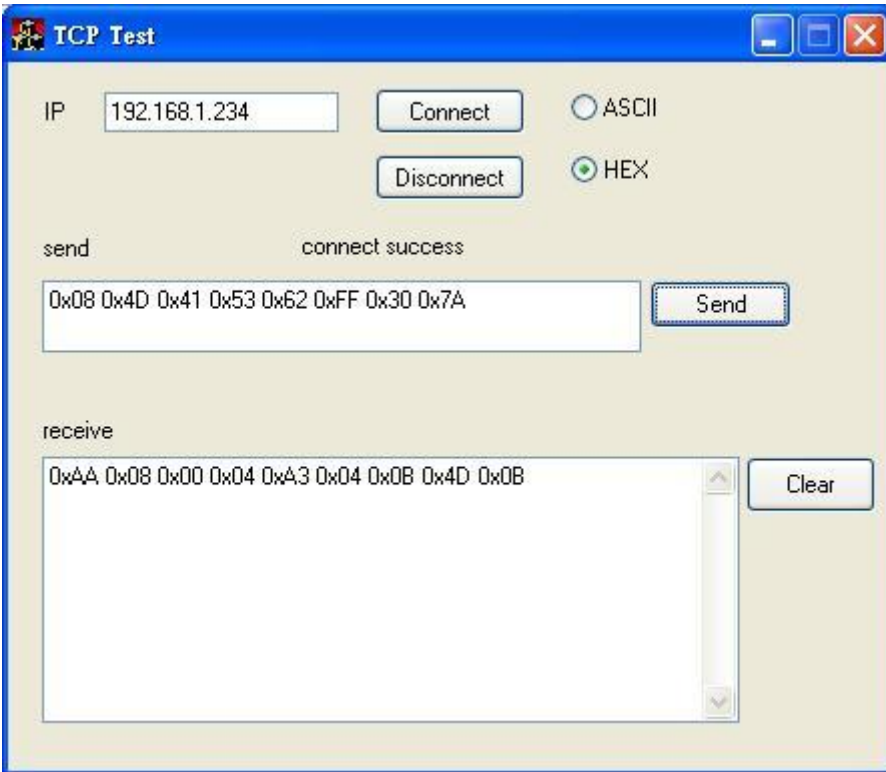 TCP Test
IP 192.168.1.234 Connect ASCII
Disconnect HEX
send connect success
0x08 0x4D 0x41 0x53 0x62 0xFF 0x30 0x7A Send
receive
0xAA 0x08 0x00 0x04 0xA3 0x04 0x0B 0x4D 0x0B Clear